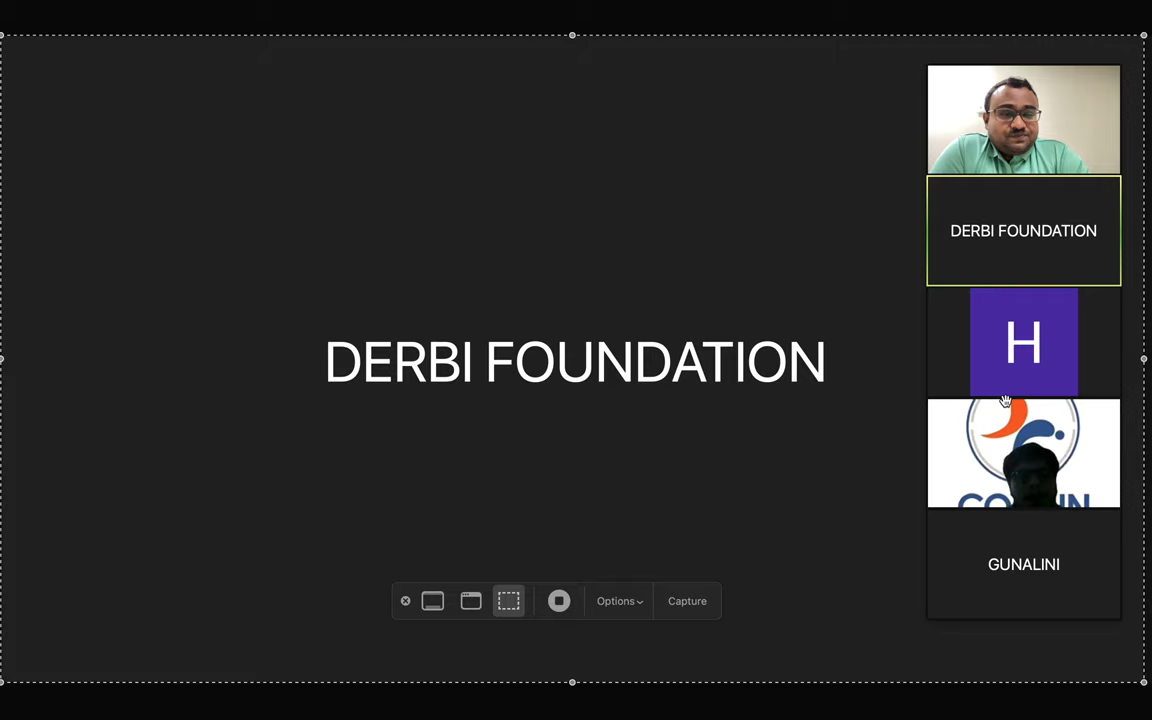 DERBI FOUNDATION
H
GUNALINI
DERBI FOUNDATION
Options
Capture